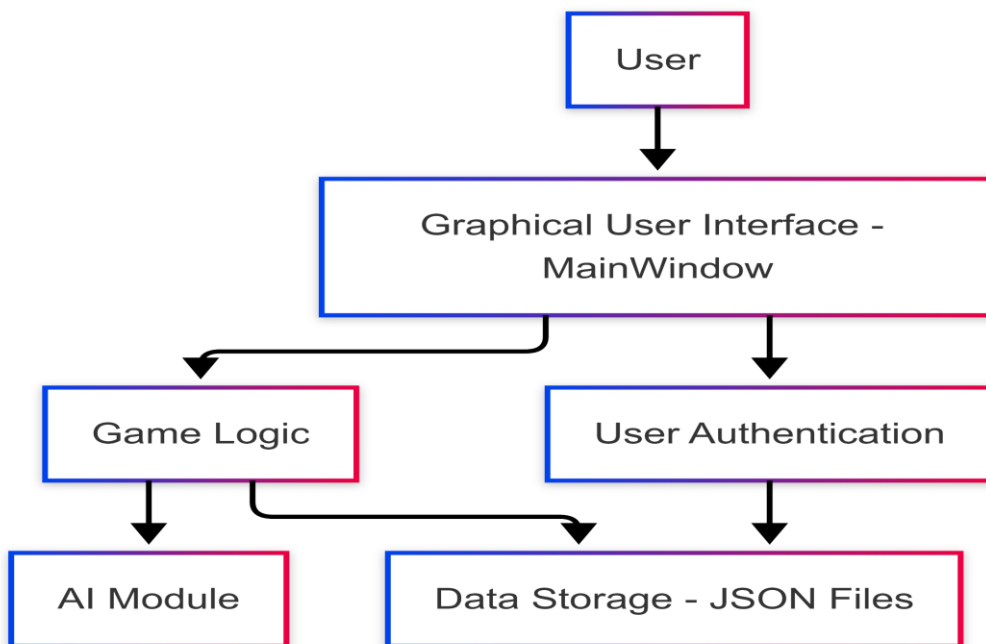 User
Graphical User Interface -
MainWindow
Game Logic
User Authentication
AI Module
Data Storage - JSON Files